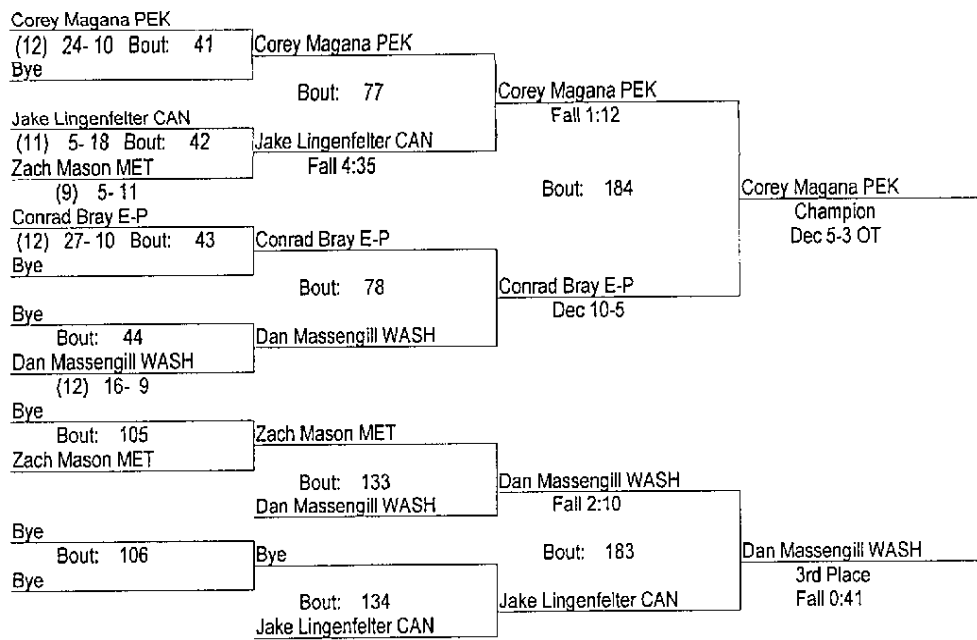 Corey Magana PEK
(12) 24- 10 Bout: 41
Bye
Corey Magana PEK
Bout: 77
Jake Lingenfelter CAN
(11) 5- 18 Bout: 42
Zach Mason MET
(9) 5- 11
Jake Lingenfelter CAN
Fall 4:35
Corey Magana PEK
Fall 1:12
Bout: 184
Conrad Bray E-P
(12) 27- 10 Bout: 43
Bye
Conrad Bray E-P
Bout: 78
Bye
Bout: 44
Dan Massengill WASH
(12) 16- 9
Dan Massengill WASH
Conrad Bray E-P
Dec 10-5
Corey Magana PEK
Champion
Dec 5-3 OT
Bye
Bout: 105
Zach Mason MET
Zach Mason MET
Bout: 133
Dan Massengill WASH
Dan Massengill WASH
Fall 2:10
Bye
Bout: 106
Bye
Bye
Bout: 134
Jake Lingenfelter CAN
Bout: 183
Jake Lingenfelter CAN
Dan Massengill WASH
3rd Place
Fall 0:41